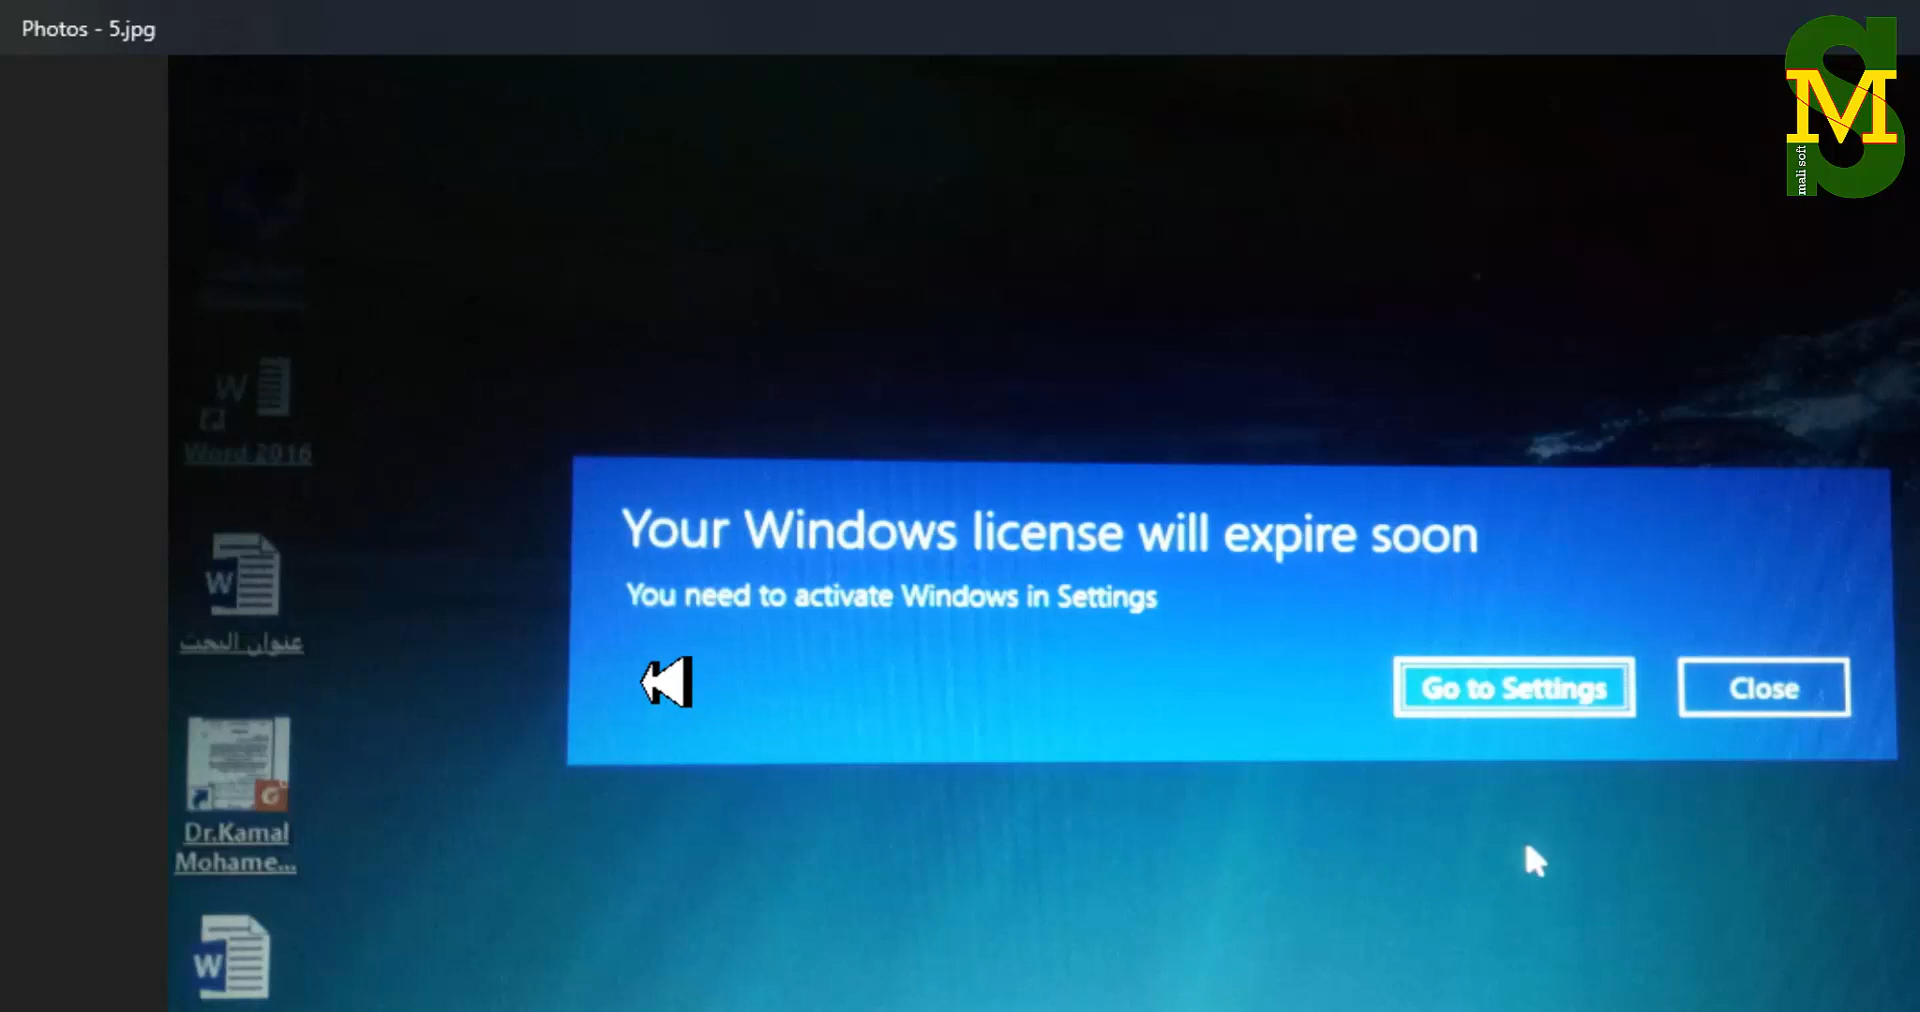 Photos - 5.jpg
S
M
mali soft
Word 2016
Your Windows license will expire soon
You need to activate Windows in Settings
Go to Settings
Close
W
عنوان البحث
Dr.Kamal
Mohame...
W